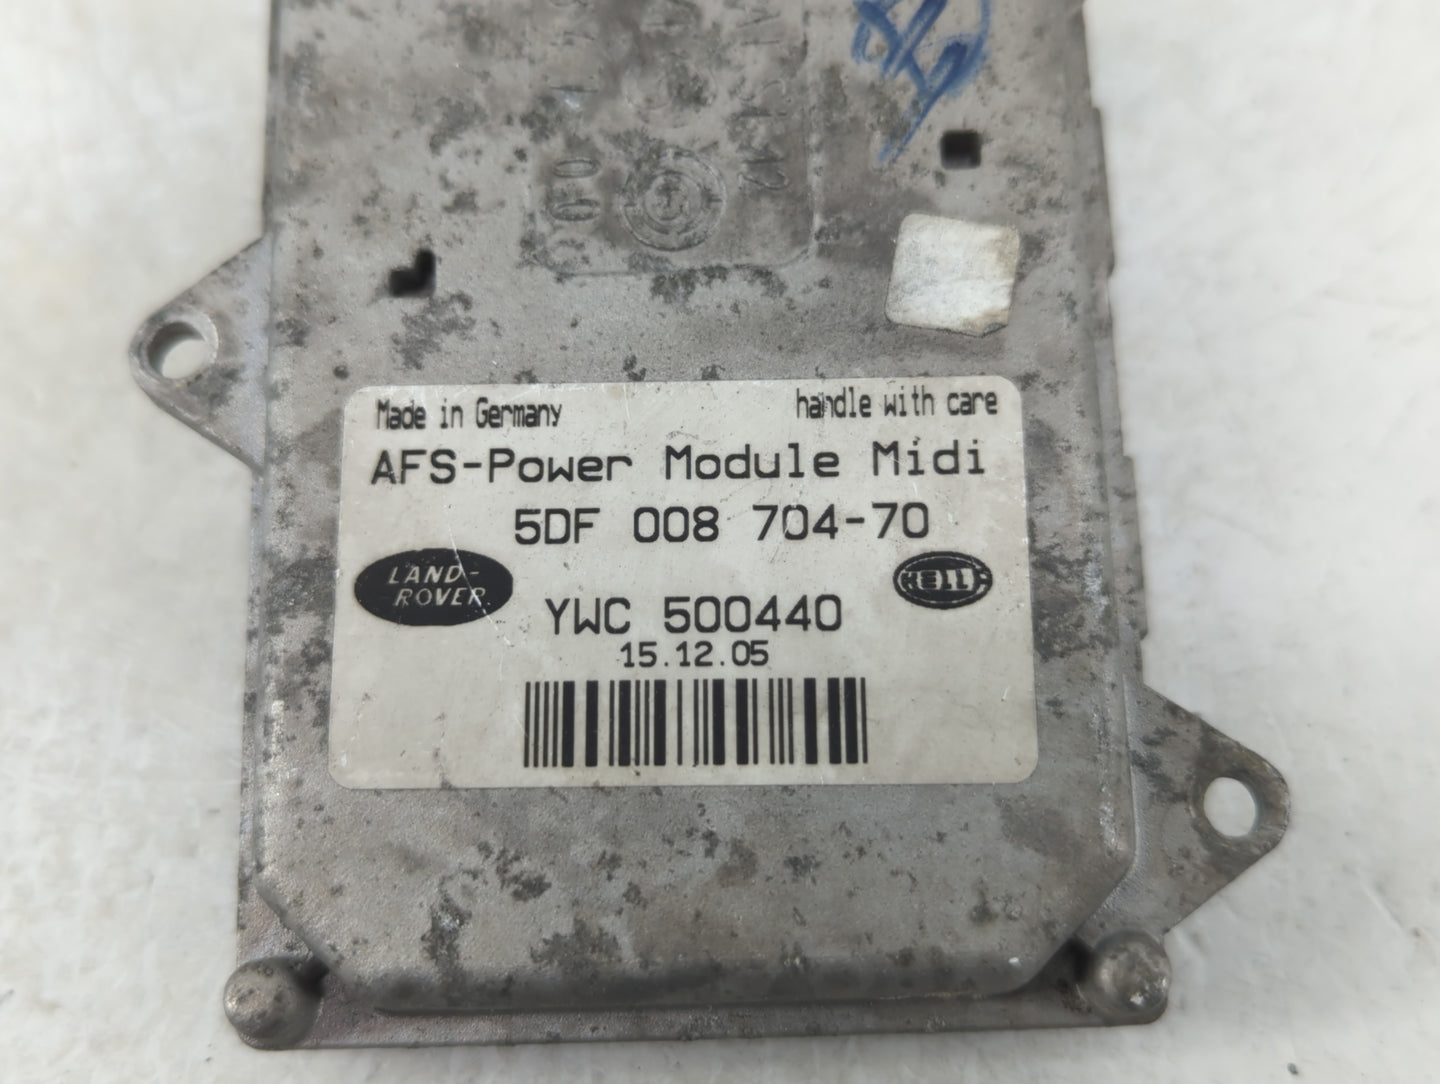 Made in Germany handle with care
AFS-Power Module Midi
5DF 008 704-70
LAND-
ROVER
HELLA
YWC 500440
15.12.05